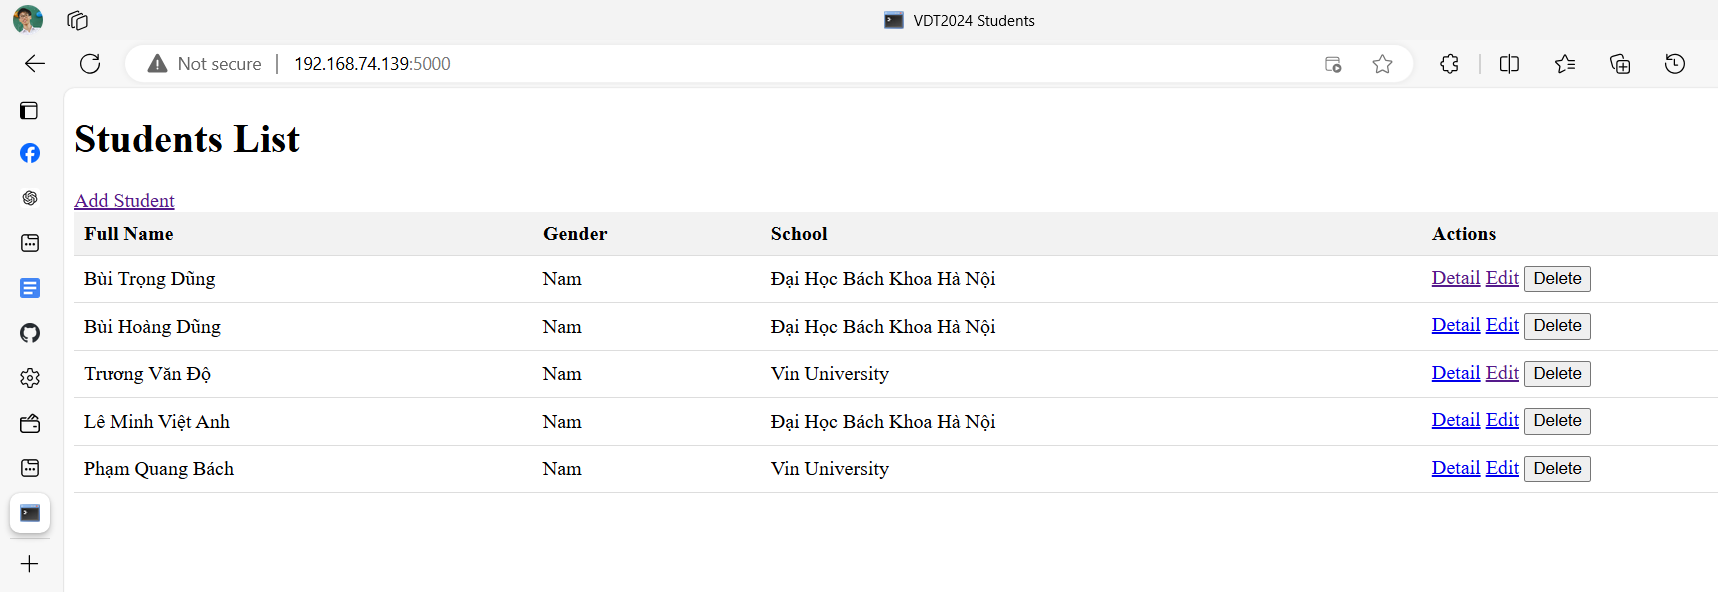 VDT2024 Students
Not secure 192.168.74.139:5000
Students List
Add Student
Full Name Gender School Actions
Bùi Trọng Dũng Nam Đại Học Bách Khoa Hà Nội Detail Edit Delete
Bùi Hoàng Dũng Nam Đại Học Bách Khoa Hà Nội Detail Edit Delete
Trương Văn Độ Nam Vin University Detail Edit Delete
Lê Minh Việt Anh Nam Đại Học Bách Khoa Hà Nội Detail Edit Delete
Phạm Quang Bách Nam Vin University Detail Edit Delete